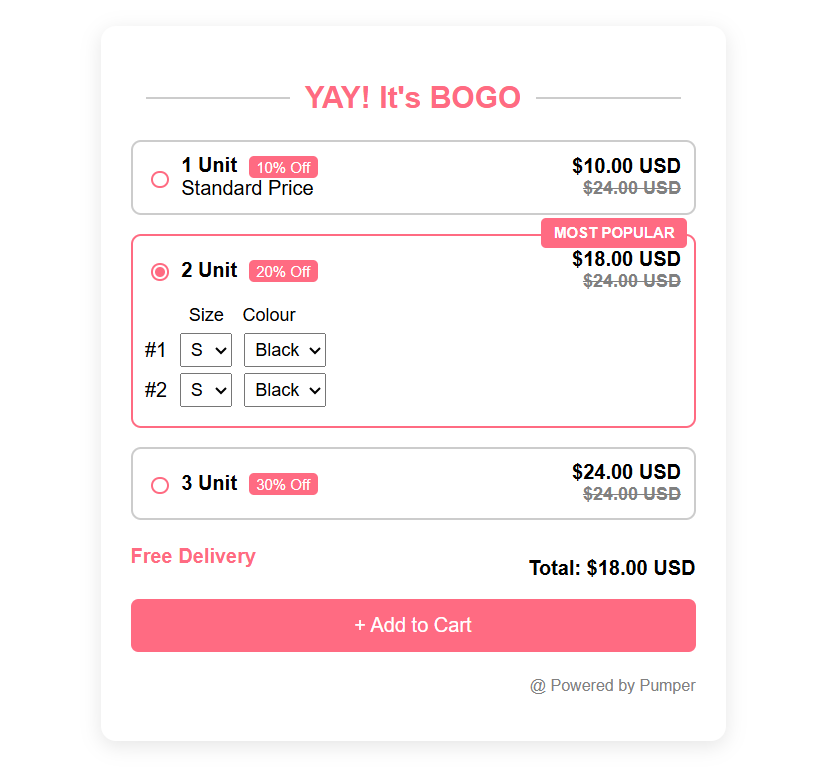 YAY! It's BOGO
1 Unit 10% Off $10.00 USD
Standard Price $24.00 USD
MOST POPULAR
2 Unit 20% Off $18.00 USD
$24.00 USD
Size Colour
#1 S Black
#2 S Black
3 Unit 30% Off $24.00 USD
$24.00 USD
Free Delivery
Total: $18.00 USD
+ Add to Cart
@ Powered by Pumper